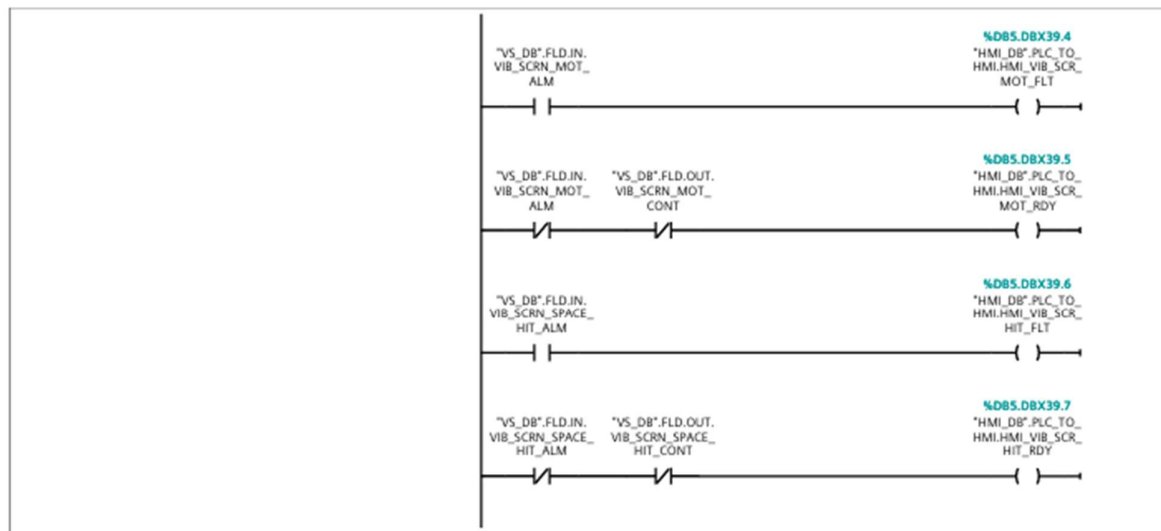 %DB5.DBX39.4
"VS_DB".FLD.IN.
VIB_SCRN_MOT_
ALM
"HMI_DB".PLC_TO_
HMI.HMI_VIB_SCR_
MOT_FLT
%DB5.DBX39.5
"VS_DB".FLD.IN.
VIB_SCRN_MOT_
ALM
"VS_DB".FLD.OUT.
VIB_SCRN_MOT_
CONT
"HMI_DB".PLC_TO_
HMI.HMI_VIB_SCR_
MOT_RDY
%DB5.DBX39.6
"VS_DB".FLD.IN.
VIB_SCRN_SPACE_
HIT_ALM
"HMI_DB".PLC_TO_
HMI.HMI_VIB_SCR_
HIT_FLT
%DB5.DBX39.7
"VS_DB".FLD.IN.
VIB_SCRN_SPACE_
HIT_ALM
"VS_DB".FLD.OUT.
VIB_SCRN_SPACE_
HIT_CONT
"HMI_DB".PLC_TO_
HMI.HMI_VIB_SCR_
HIT_RDY